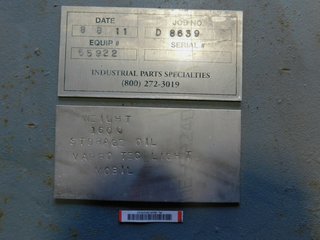 DATE JOB NO.
8 8 11 D 8639
EQUIP # SERIAL #
55922
INDUSTRIAL PARTS SPECIALTIES
(800) 272-3019
WEIGHT
1600
STORAGE OIL
LIGHT
MOBIL